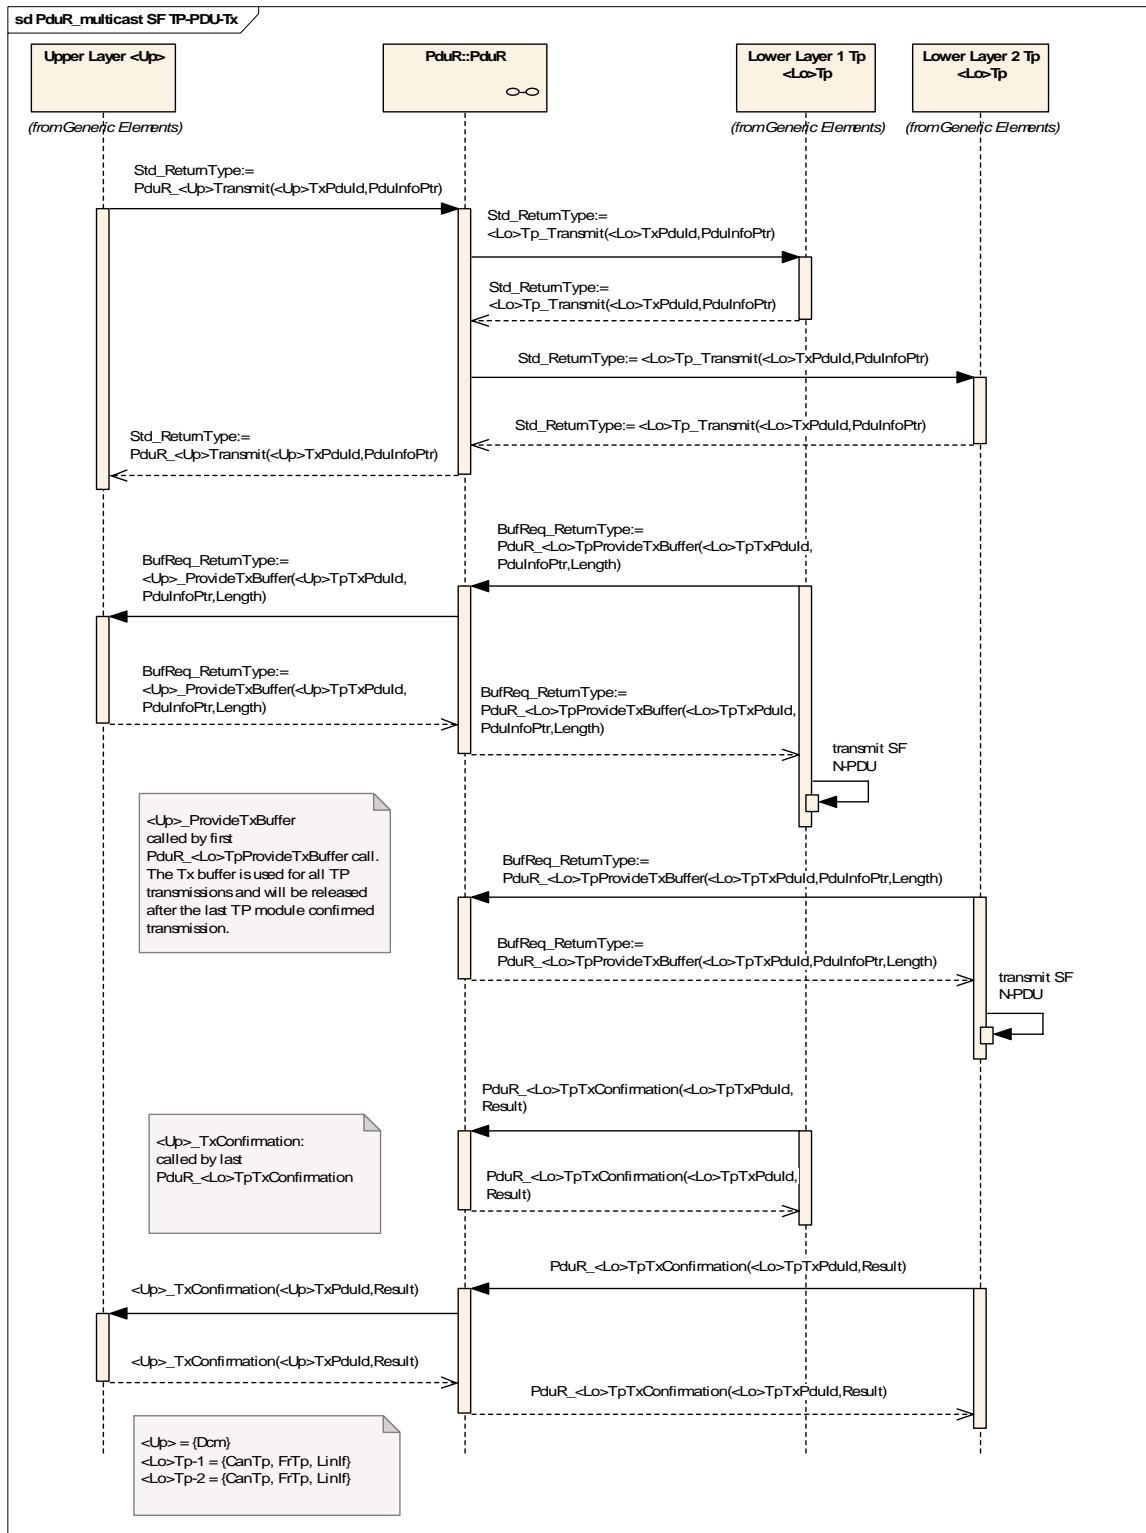 sd PduR_multicast SF TP-PDU-Tx
Upper Layer <Up>
PduR::PduR
Lower Layer 1 Tp
<Lo>Tp
Lower Layer 2 Tp
<Lo>Tp
(from Generic Elements)
(from Generic Elements)
(from Generic Elements)
Std_ReturnType:=
PduR_<Up>Transmit(<Up>TxPduId,PduInfoPtr)
Std_ReturnType:=
<Lo>Tp_Transmit(<Lo>TxPduId,PduInfoPtr)
Std_ReturnType:=
<Lo>Tp_Transmit(<Lo>TxPduId,PduInfoPtr)
Std_ReturnType:= <Lo>Tp_Transmit(<Lo>TxPduId,PduInfoPtr)
Std_ReturnType:= <Lo>Tp_Transmit(<Lo>TxPduId,PduInfoPtr)
Std_ReturnType:=
PduR_<Up>Transmit(<Up>TxPduId,PduInfoPtr)
BufReq_ReturnType:=
PduR_<Lo>TpProvideTxBuffer(<Lo>TpTxPduId,
PduInfoPtr,Length)
BufReq_ReturnType:=
<Up>_ProvideTxBuffer(<Up>TpTxPduId,
PduInfoPtr,Length)
BufReq_ReturnType:=
<Up>_ProvideTxBuffer(<Up>TpTxPduId,
PduInfoPtr,Length)
BufReq_ReturnType:=
PduR_<Lo>TpProvideTxBuffer(<Lo>TpTxPduId,
PduInfoPtr,Length)
transmit SF
N-PDU
<Up>_ProvideTxBuffer
called by first
PduR_<Lo>TpProvideTxBuffer call.
The Tx buffer is used for all TP
transmissions and will be released
after the last TP module confirmed
transmission.
BufReq_ReturnType:=
PduR_<Lo>TpProvideTxBuffer(<Lo>TpTxPduId,PduInfoPtr,Length)
BufReq_ReturnType:=
PduR_<Lo>TpProvideTxBuffer(<Lo>TpTxPduId,PduInfoPtr,Length)
transmit SF
N-PDU
PduR_<Lo>TpTxConfirmation(<Lo>TpTxPduId,
Result)
<Up>_TxConfirmation:
called by last
PduR_<Lo>TpTxConfirmation
PduR_<Lo>TpTxConfirmation(<Lo>TpTxPduId,
Result)
PduR_<Lo>TpTxConfirmation(<Lo>TpTxPduId,Result)
<Up>_TxConfirmation(<Up>TxPduId,Result)
<Up>_TxConfirmation(<Up>TxPduId,Result)
PduR_<Lo>TpTxConfirmation(<Lo>TpTxPduId,Result)
<Up> = {Dcm}
<Lo>Tp-1 = {CanTp, FrTp, LinIf}
<Lo>Tp-2 = {CanTp, FrTp, LinIf}